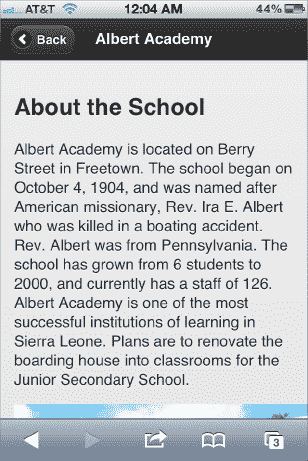 AT&T 12:04 AM 44%
Back Albert Academy
About the School
Albert Academy is located on Berry
Street in Freetown. The school began on
October 4, 1904, and was named after
American missionary, Rev. Ira E. Albert
who was killed in a boating accident.
Rev. Albert was from Pennsylvania. The
school has grown from 6 students to
2000, and currently has a staff of 126.
Albert Academy is one of the most
successful institutions of learning in
Sierra Leone. Plans are to renovate the
boarding house into classrooms for the
Junior Secondary School.
3